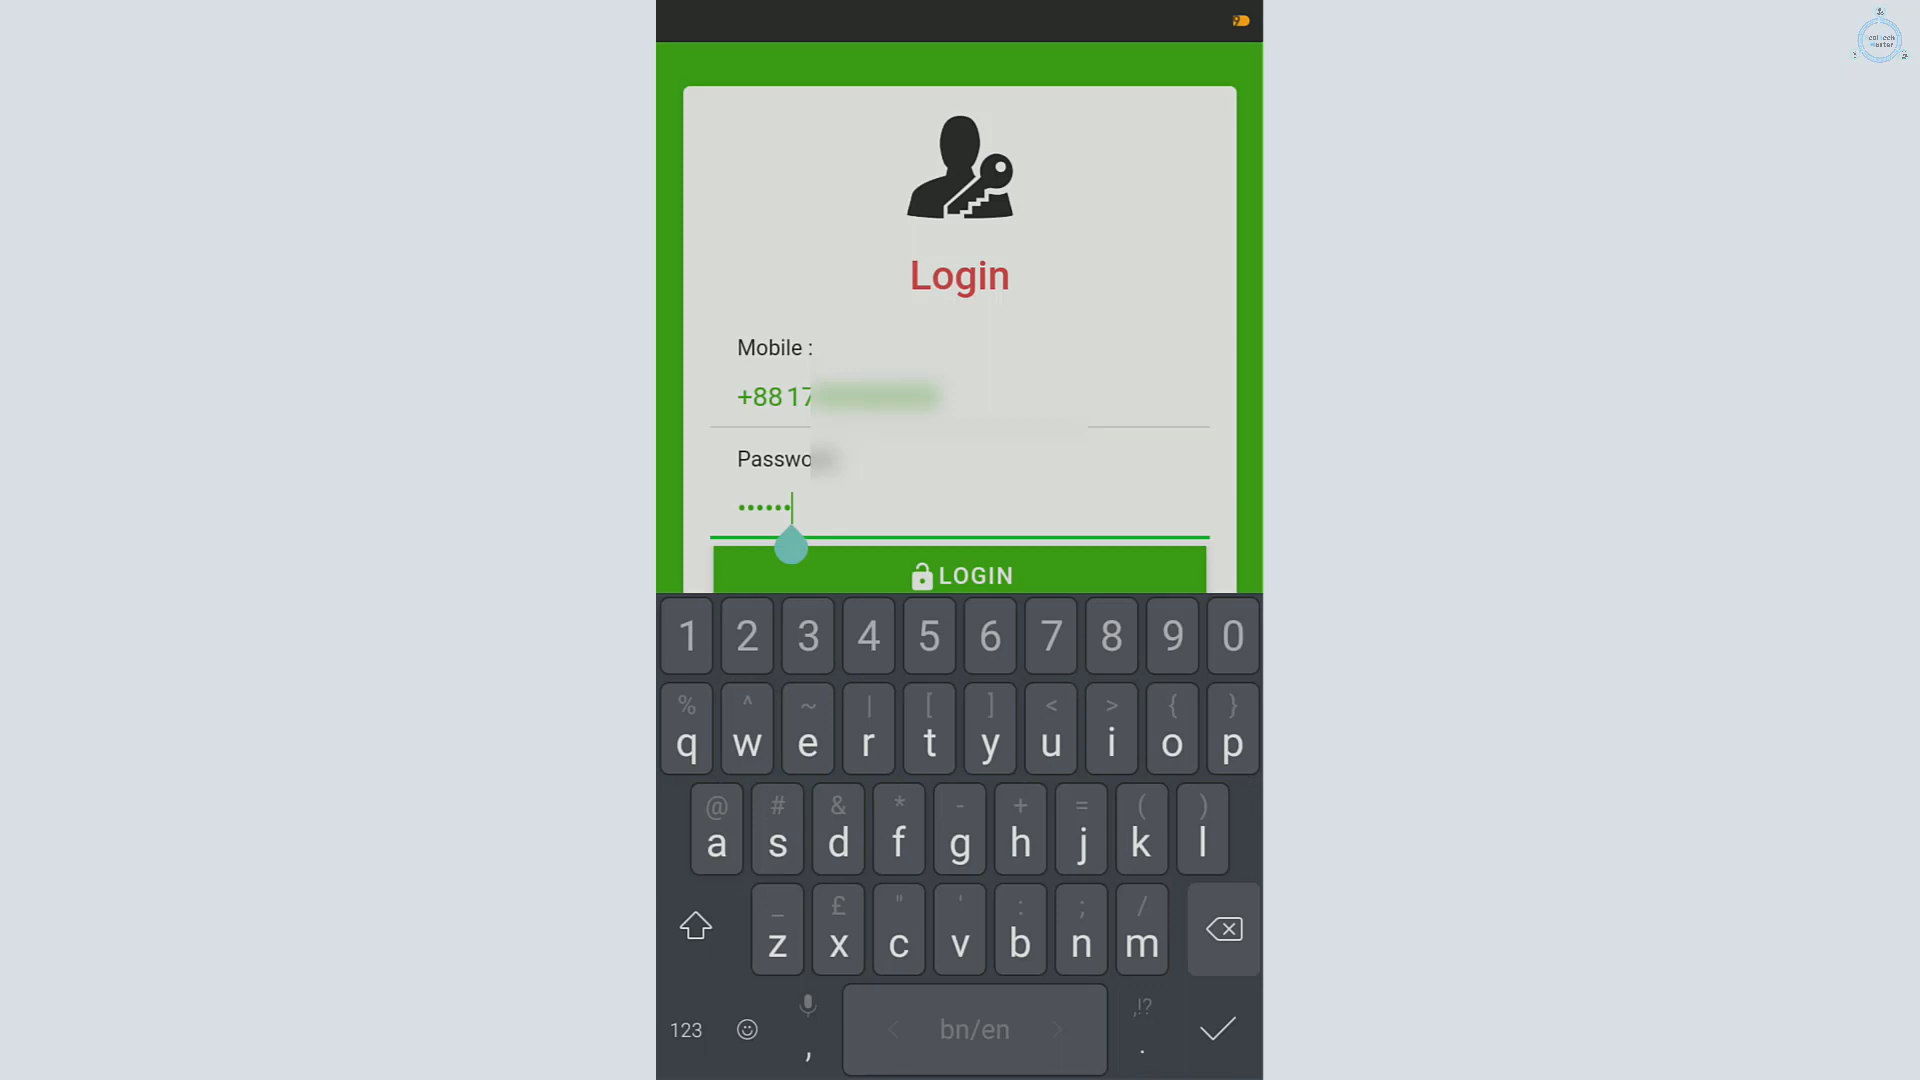 Login
Mobile :
+88 17
Passwo
••••••
LOGIN
1 2 3 4 5 6 7 8 9 0
% ^ ~ | [ ] < > { }
q w e r t y u i o p
@ # & * - + = ( )
a s d f g h j k l
_ £ " ' : ; /
z x c v b n m
,!?
123 , < bn/en > .